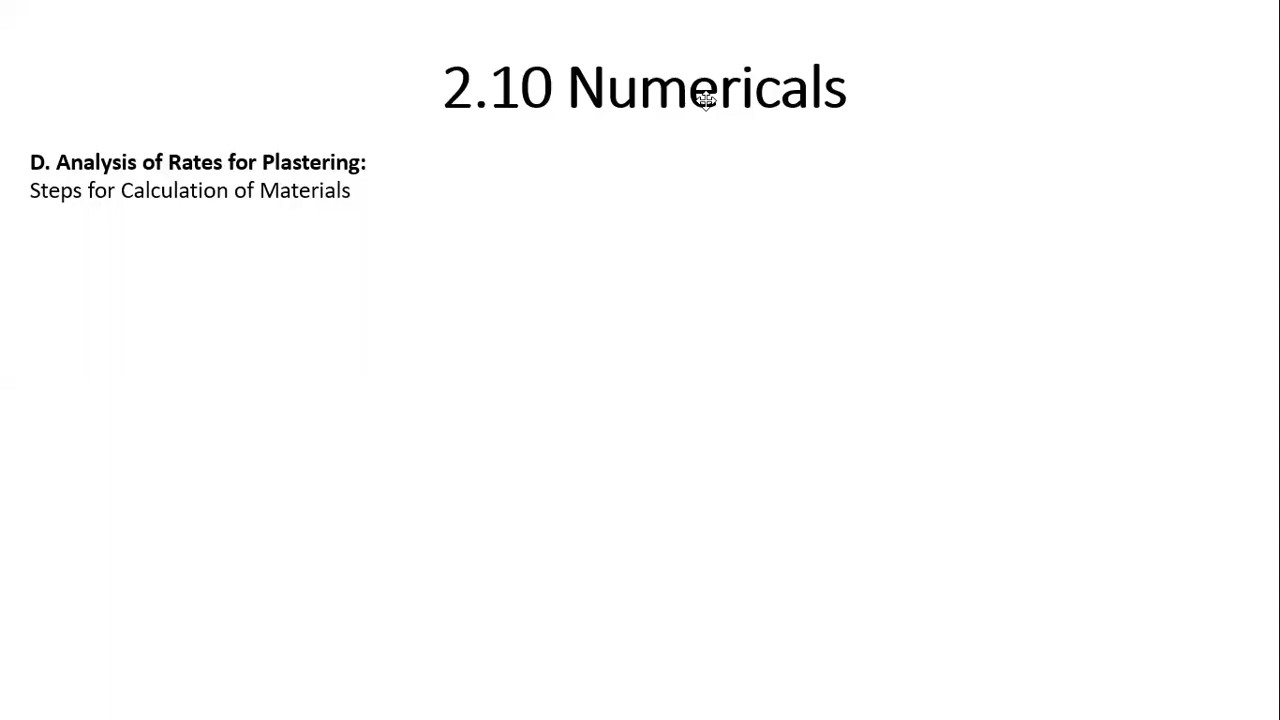 2.10 Numericals
D. Analysis of Rates for Plastering:
Steps for Calculation of Materials